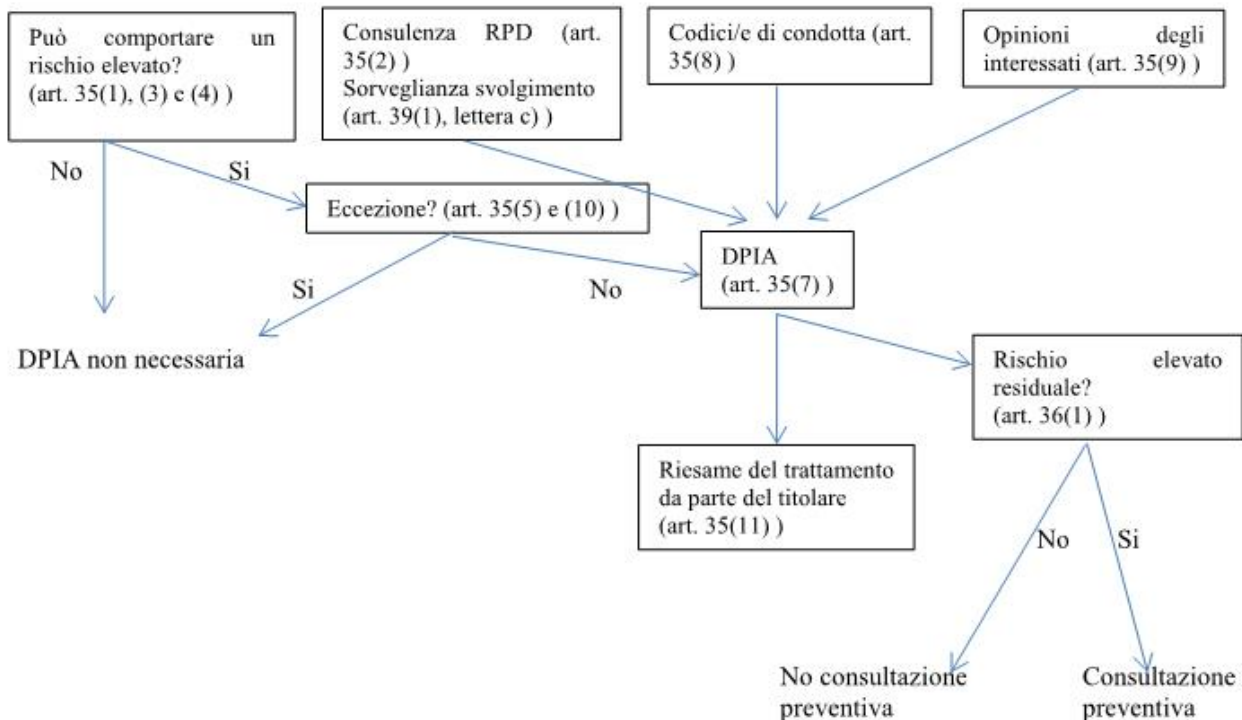 Può comportare un
rischio elevato?
(art. 35(1), (3) e (4) )
Consulenza RPD (art.
35(2) )
Sorveglianza svolgimento
(art. 39(1), lettera c) )
Codici/e di condotta (art.
35(8) )
Opinioni degli
interessati (art. 35(9) )
No
Si
Eccezione? (art. 35(5) e (10) )
DPIA
(art. 35(7) )
Si
No
DPIA non necessaria
Rischio elevato
residuale?
(art. 36(1) )
Riesame del trattamento
da parte del titolare
(art. 35(11) )
No
Si
No consultazione
preventiva
Consultazione
preventiva